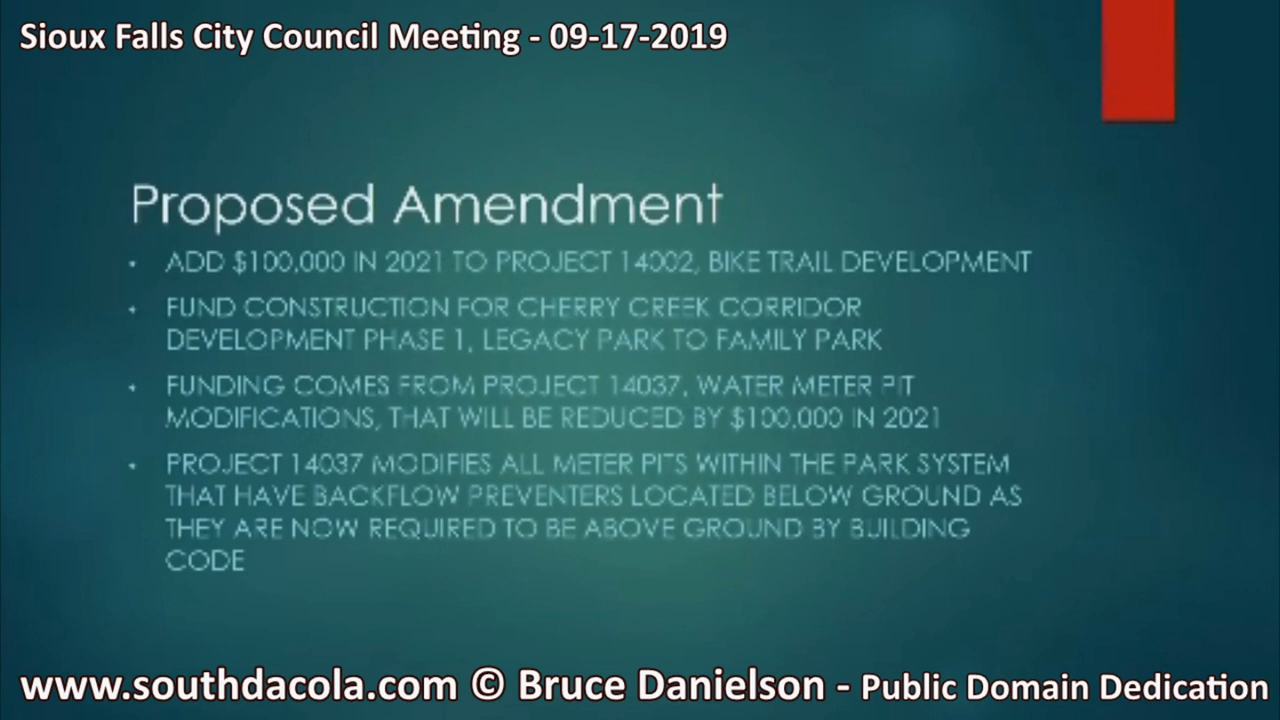 Sioux Falls City Council Meeting - 09-17-2019
Proposed Amendment
• ADD $100,000 IN 2021 TO PROJECT 14002, BIKE TRAIL DEVELOPMENT
• FUND CONSTRUCTION FOR CHERRY CREEK CORRIDOR
DEVELOPMENT PHASE 1, LEGACY PARK TO FAMILY PARK
• FUNDING COMES FROM PROJECT 14037, WATER METER PIT
MODIFICATIONS, THAT WILL BE REDUCED BY $100,000 IN 2021
• PROJECT 14037 MODIFIES ALL METER PITS WITHIN THE PARK SYSTEM
THAT HAVE BACKFLOW PREVENTERS LOCATED BELOW GROUND AS
THEY ARE NOW REQUIRED TO BE ABOVE GROUND BY BUILDING
CODE
www.southdacola.com © Bruce Danielson - Public Domain Dedication